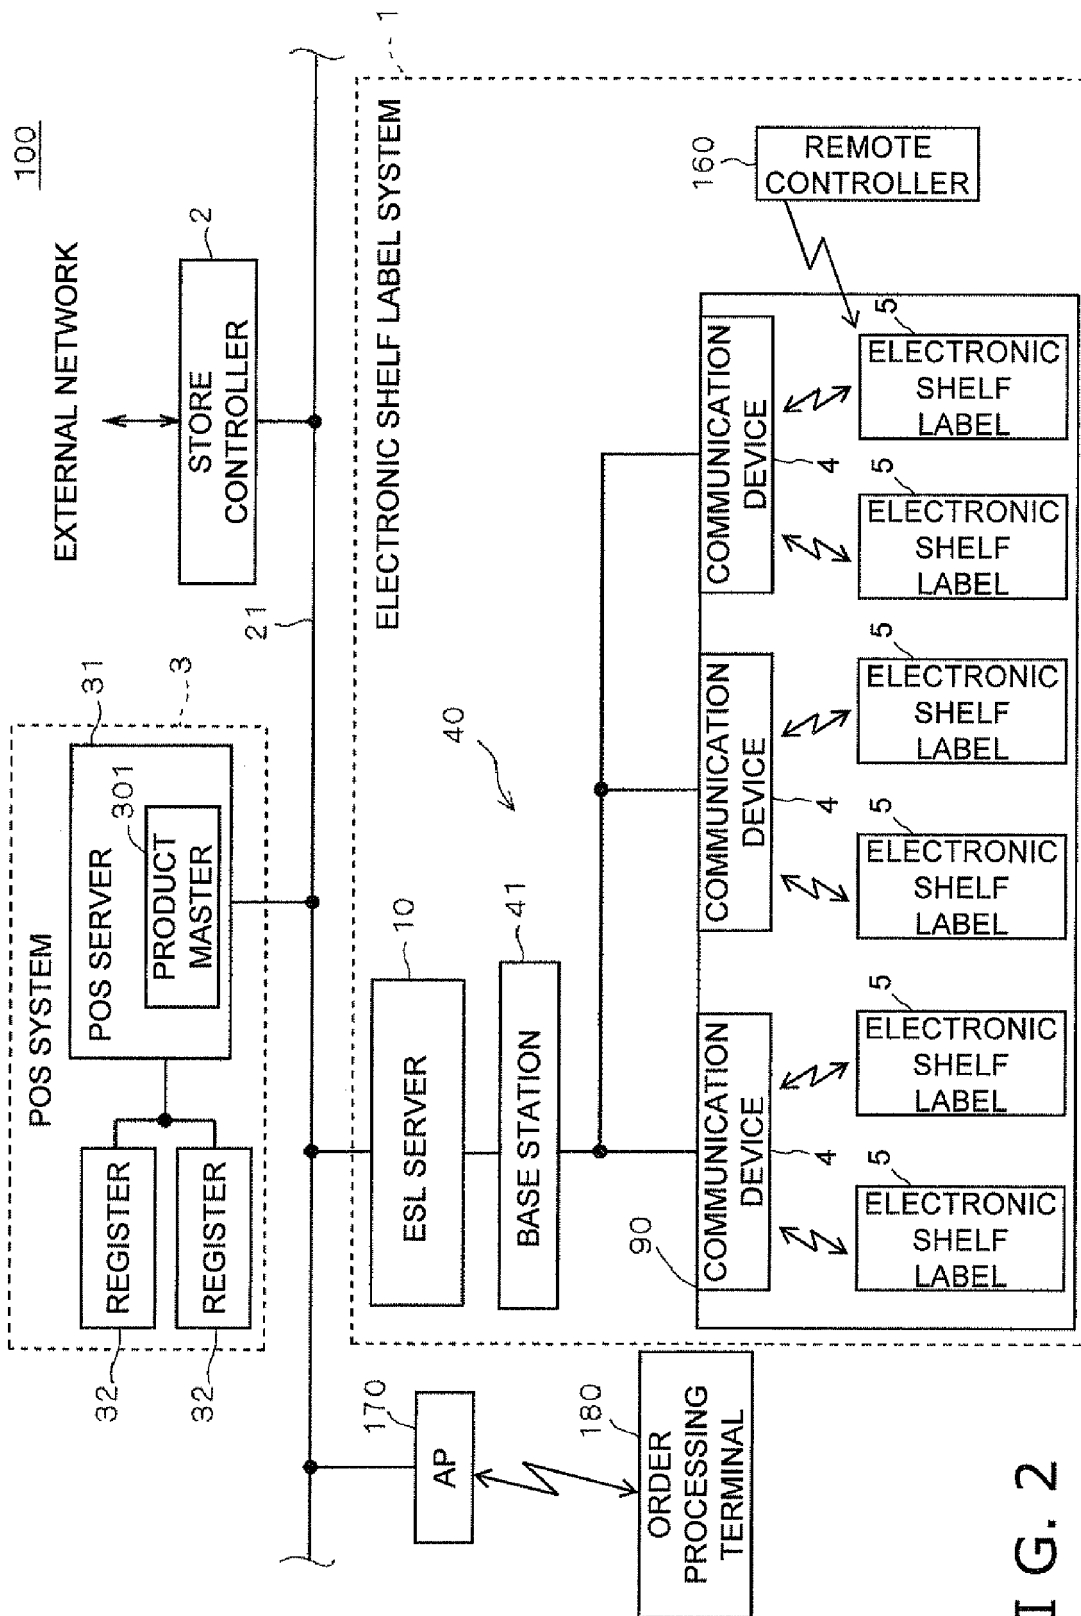 100
EXTERNAL NETWORK
2
STORE
CONTROLLER
POS SYSTEM
3
31
POS SERVER
301
PRODUCT
MASTER
REGISTER
32
REGISTER
32
21
1
ELECTRONIC SHELF LABEL SYSTEM
10
ESL SERVER
41
BASE STATION
40
170
AP
180
ORDER
PROCESSING
TERMINAL
160
REMOTE
CONTROLLER
90
COMMUNICATION
DEVICE
4
COMMUNICATION
DEVICE
4
COMMUNICATION
DEVICE
4
5
ELECTRONIC
SHELF
LABEL
5
ELECTRONIC
SHELF
LABEL
5
ELECTRONIC
SHELF
LABEL
5
ELECTRONIC
SHELF
LABEL
5
ELECTRONIC
SHELF
LABEL
5
ELECTRONIC
SHELF
LABEL
I G. 2